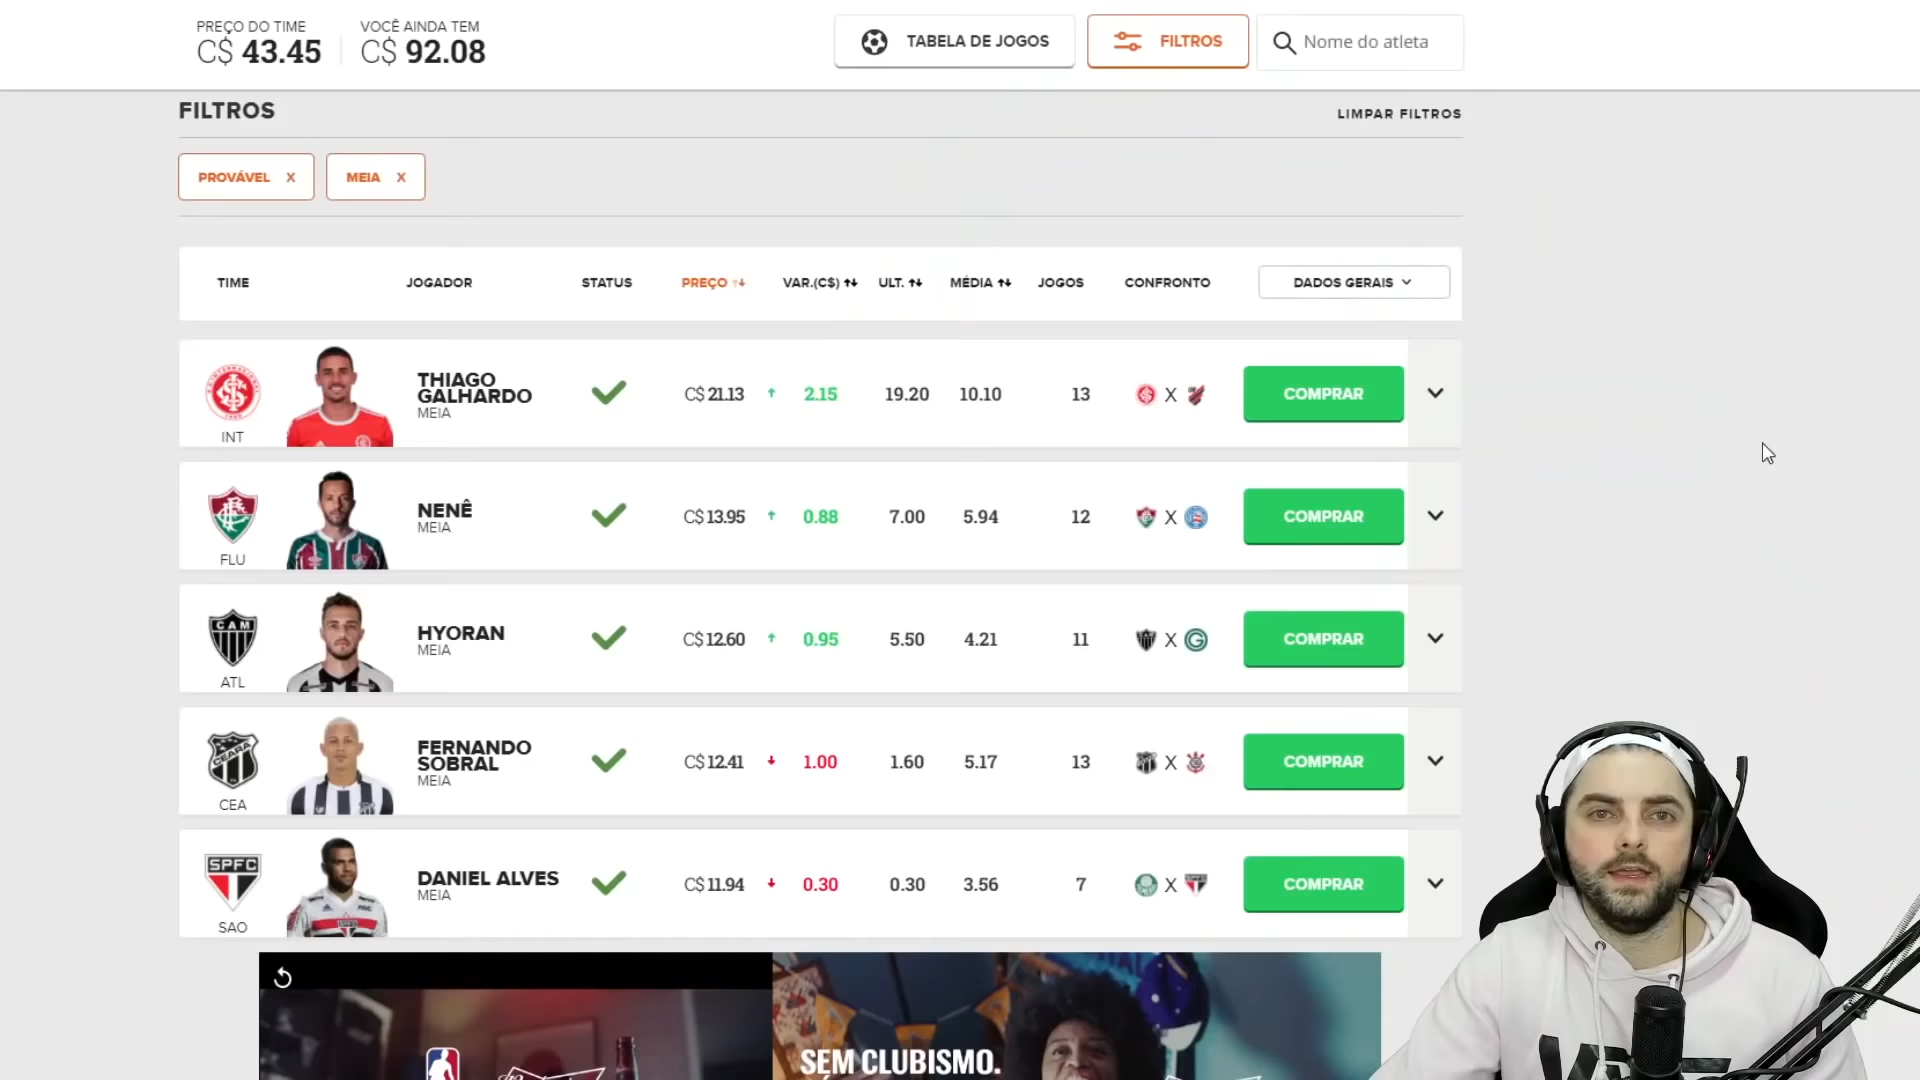 PREÇO DO TIME
C$ 43.45
VOCÊ AINDA TEM
C$ 92.08
TABELA DE JOGOS
FILTROS
Nome do atleta
FILTROS
LIMPAR FILTROS
PROVÁVEL X
MEIA X
TIME JOGADOR STATUS PREÇO VAR.(C$) ULT. MÉDIA JOGOS CONFRONTO DADOS GERAIS
INT
THIAGO
GALHARDO
MEIA
C$ 21.13 2.15 19.20 10.10 13 X COMPRAR
FLU
NENÊ
MEIA
C$ 13.95 0.88 7.00 5.94 12 X COMPRAR
CAM
ATL
HYORAN
MEIA
C$ 12.60 0.95 5.50 4.21 11 X COMPRAR
CEARÁ
CEA
FERNANDO
SOBRAL
MEIA
C$ 12.41 1.00 1.60 5.17 13 X COMPRAR
SPFC
SAO
DANIEL ALVES
MEIA
C$ 11.94 0.30 0.30 3.56 7 X COMPRAR
SEM CLUBISMO.